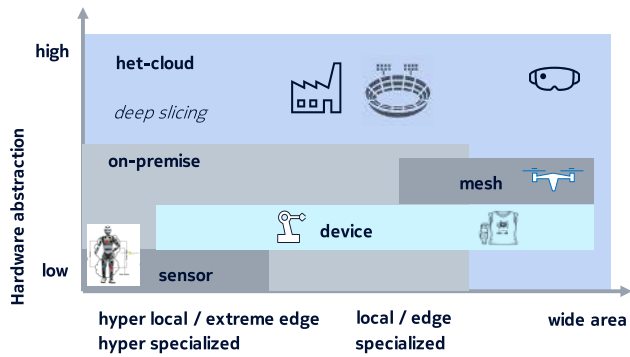 high
het-cloud
deep slicing
on-premise
mesh
device
low
sensor
Hardware abstraction
hyper local / extreme edge
hyper specialized
local / edge
specialized
wide area